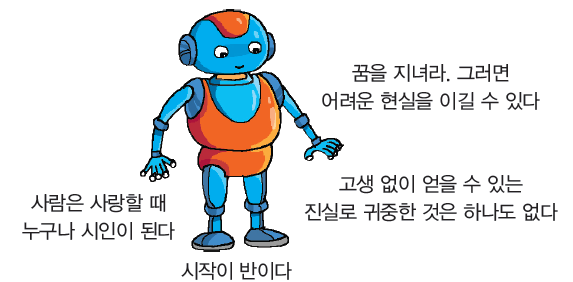 꿈을 지녀라. 그러면
어려운 현실을 이길 수 있다
고생 없이 얻을 수 있는
진실로 귀중한 것은 하나도 없다
사람은 사랑할 때
누구나 시인이 된다
시작이 반이다